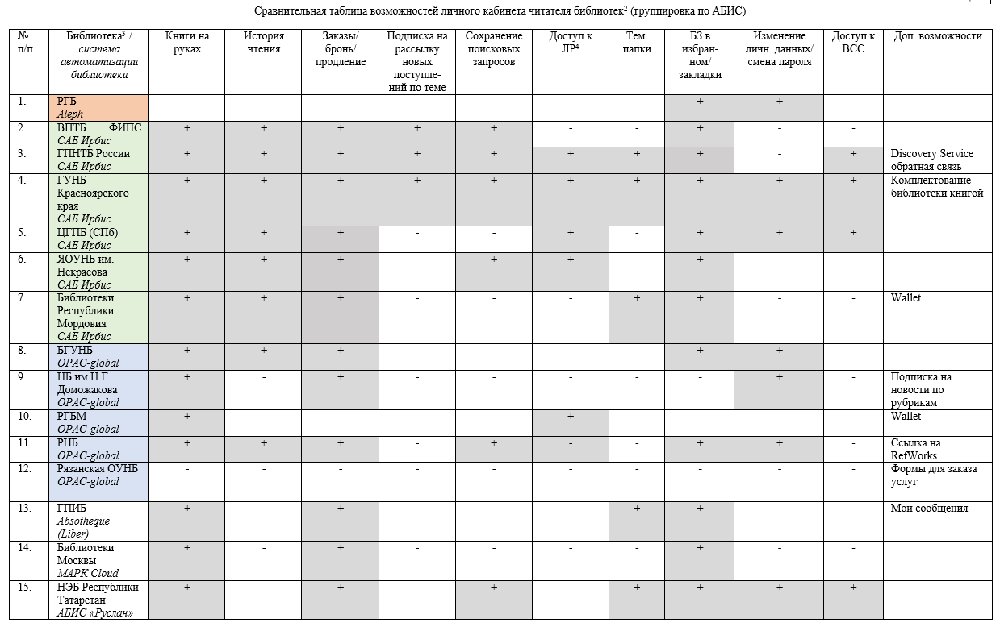 Сравнительная таблица возможностей личного кабинета читателя библиотек² (группировка по АБИС)
№ п/п | Библиотека³ / система автоматизации библиотеки | Книги на руках | История чтения | Заказы/ бронь/ продление | Подписка на рассылку новых поступле-ний по теме | Сохранение поисковых запросов | Доступ к ЛР⁴ | Тем. папки | БЗ в избран-ном/ закладки | Изменение личн. данных/ смена пароля | Доступ к ВСС | Доп. возможности
1. | РГБ Aleph | - | - | - | - | - | - | - | + | + | - |
2. | ВПТБ ФИПС САБ Ирбис | + | + | + | + | + | - | - | + | - | - |
3. | ГПНТБ России САБ Ирбис | + | + | + | + | + | + | + | + | - | + | Discovery Service обратная связь
4. | ГУНБ Красноярского края САБ Ирбис | + | + | + | + | + | + | + | + | + | + | Комплектование библиотеки книгой
5. | ЦГПБ (СПб) САБ Ирбис | + | + | + | - | - | + | - | + | + | + |
6. | ЯОУНБ им. Некрасова САБ Ирбис | + | + | + | - | + | + | - | + | - | - |
7. | Библиотеки Республики Мордовия САБ Ирбис | + | + | + | - | - | - | + | + | - | - | Wallet
8. | БГУНБ OPAC-global | + | + | + | - | - | - | - | + | + | - |
9. | НБ им.Н.Г. Доможакова OPAC-global | + | - | + | - | - | - | - | - | + | - | Подписка на новости по рубрикам
10. | РГБМ OPAC-global | + | - | - | - | - | + | - | - | - | - | Wallet
11. | РНБ OPAC-global | + | + | + | - | + | - | - | + | + | - | Ссылка на RefWorks
12. | Рязанская ОУНБ OPAC-global | - | - | - | - | - | - | - | - | - | - | Формы для заказа услуг
13. | ГПИБ Absotheque (Liber) | + | - | + | - | - | - | + | + | - | - | Мои сообщения
14. | Библиотеки Москвы МАРК Cloud | + | - | + | - | - | - | - | + | - | - |
15. | НЭБ Республики Татарстан АБИС «Руслан» | + | - | + | - | + | - | + | + | + | + |